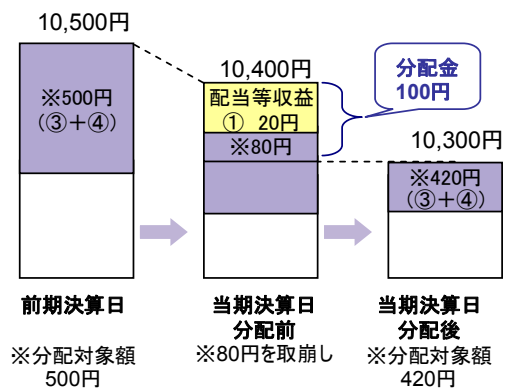 10,500円
※500円
(③+④)
前期決算日
※分配対象額
500円
10,400円
配当等収益
① 20円
※80円
当期決算日
分配前
※80円を取崩し
分配金
100円
10,300円
※420円
(③+④)
当期決算日
分配後
※分配対象額
420円